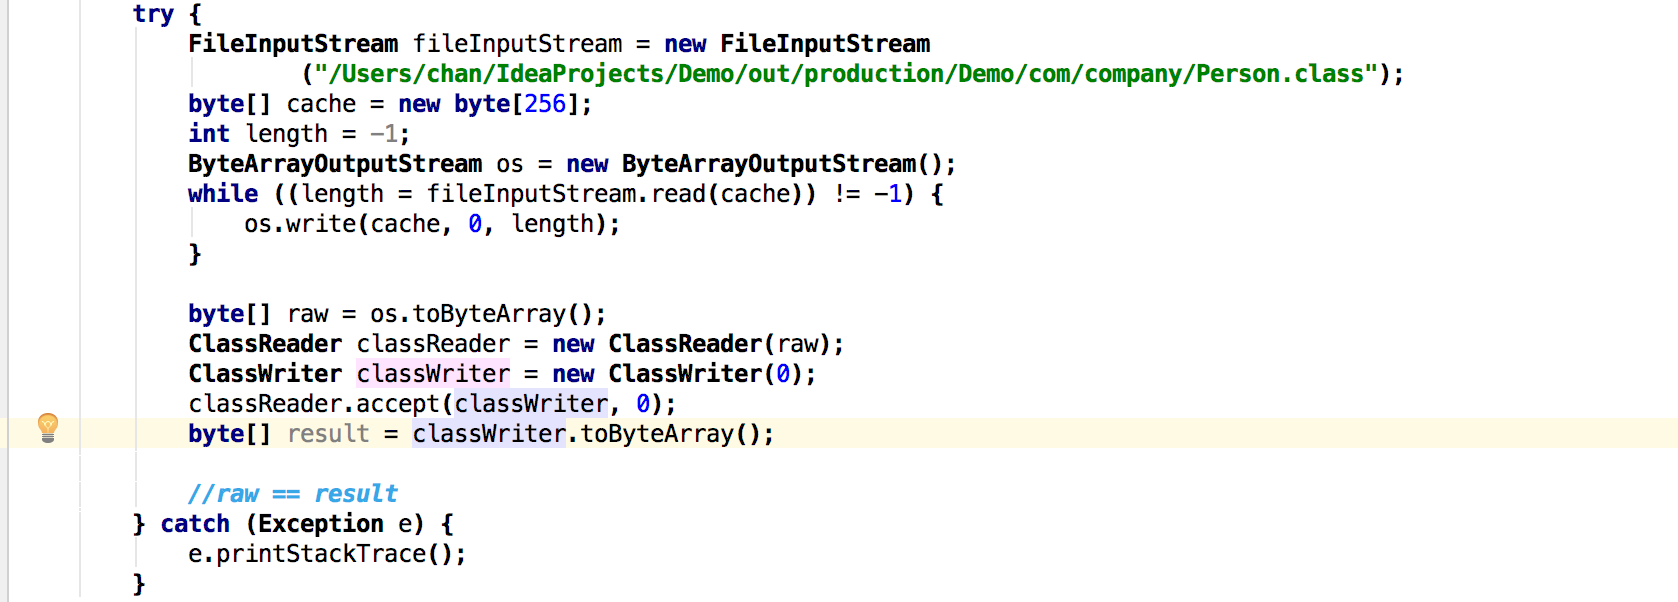 try {
FileInputStream fileInputStream = new FileInputStream
("/Users/chan/IdeaProjects/Demo/out/production/Demo/com/company/Person.class");
byte[] cache = new byte[256];
int length = -1;
ByteArrayOutputStream os = new ByteArrayOutputStream();
while ((length = fileInputStream.read(cache)) != -1) {
os.write(cache, 0, length);
}
byte[] raw = os.toByteArray();
ClassReader classReader = new ClassReader(raw);
ClassWriter classWriter = new ClassWriter(0);
classReader.accept(classWriter, 0);
byte[] result = classWriter.toByteArray();
//raw == result
} catch (Exception e) {
e.printStackTrace();
}